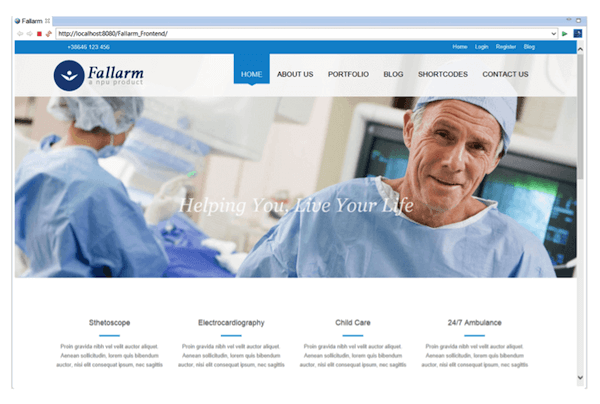 Fallarm
http://localhost:8080/Fallarm_Frontend/
+38646 123 456
Home Login Register Blog
Fallarm
a npu product
HOME ABOUT US PORTFOLIO BLOG SHORTCODES CONTACT US
Helping You, Live Your Life
Sthetoscope
Proin gravida nibh vel velit auctor aliquet.
Aenean sollicitudin, lorem quis bibendum
auctor, nisi elit consequat ipsum, nec sagittis
Electrocardiography
Proin gravida nibh vel velit auctor aliquet.
Aenean sollicitudin, lorem quis bibendum
auctor, nisi elit consequat ipsum, nec sagittis
Child Care
Proin gravida nibh vel velit auctor aliquet.
Aenean sollicitudin, lorem quis bibendum
auctor, nisi elit consequat ipsum, nec sagittis
24/7 Ambulance
Proin gravida nibh vel velit auctor aliquet.
Aenean sollicitudin, lorem quis bibendum
auctor, nisi elit consequat ipsum, nec sagittis